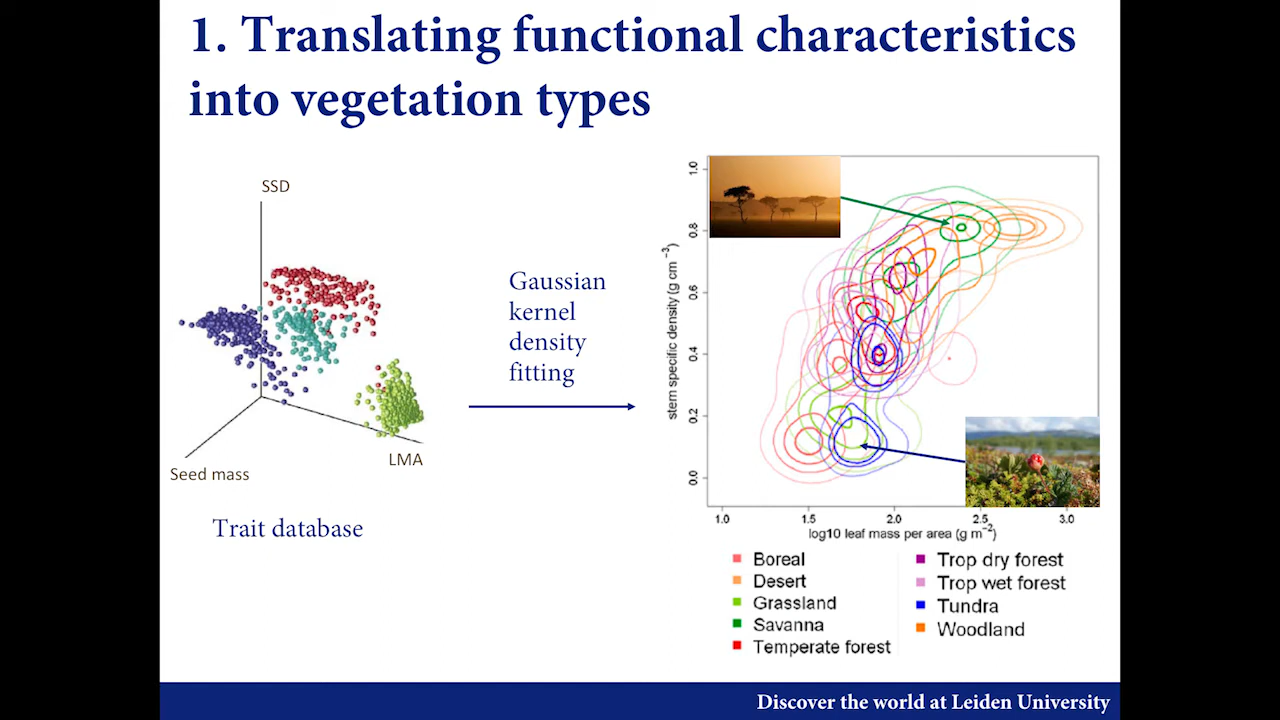 1. Translating functional characteristics
into vegetation types
SSD
Seed mass
LMA
Trait database
Gaussian
kernel
density
fitting
stem specific density (g cm⁻³)
1.0
0.8
0.6
0.4
0.2
0.0
1.0 1.5 2.0 2.5 3.0
log10 leaf mass per area (g m⁻²)
Boreal
Desert
Grassland
Savanna
Temperate forest
Trop dry forest
Trop wet forest
Tundra
Woodland
Discover the world at Leiden University